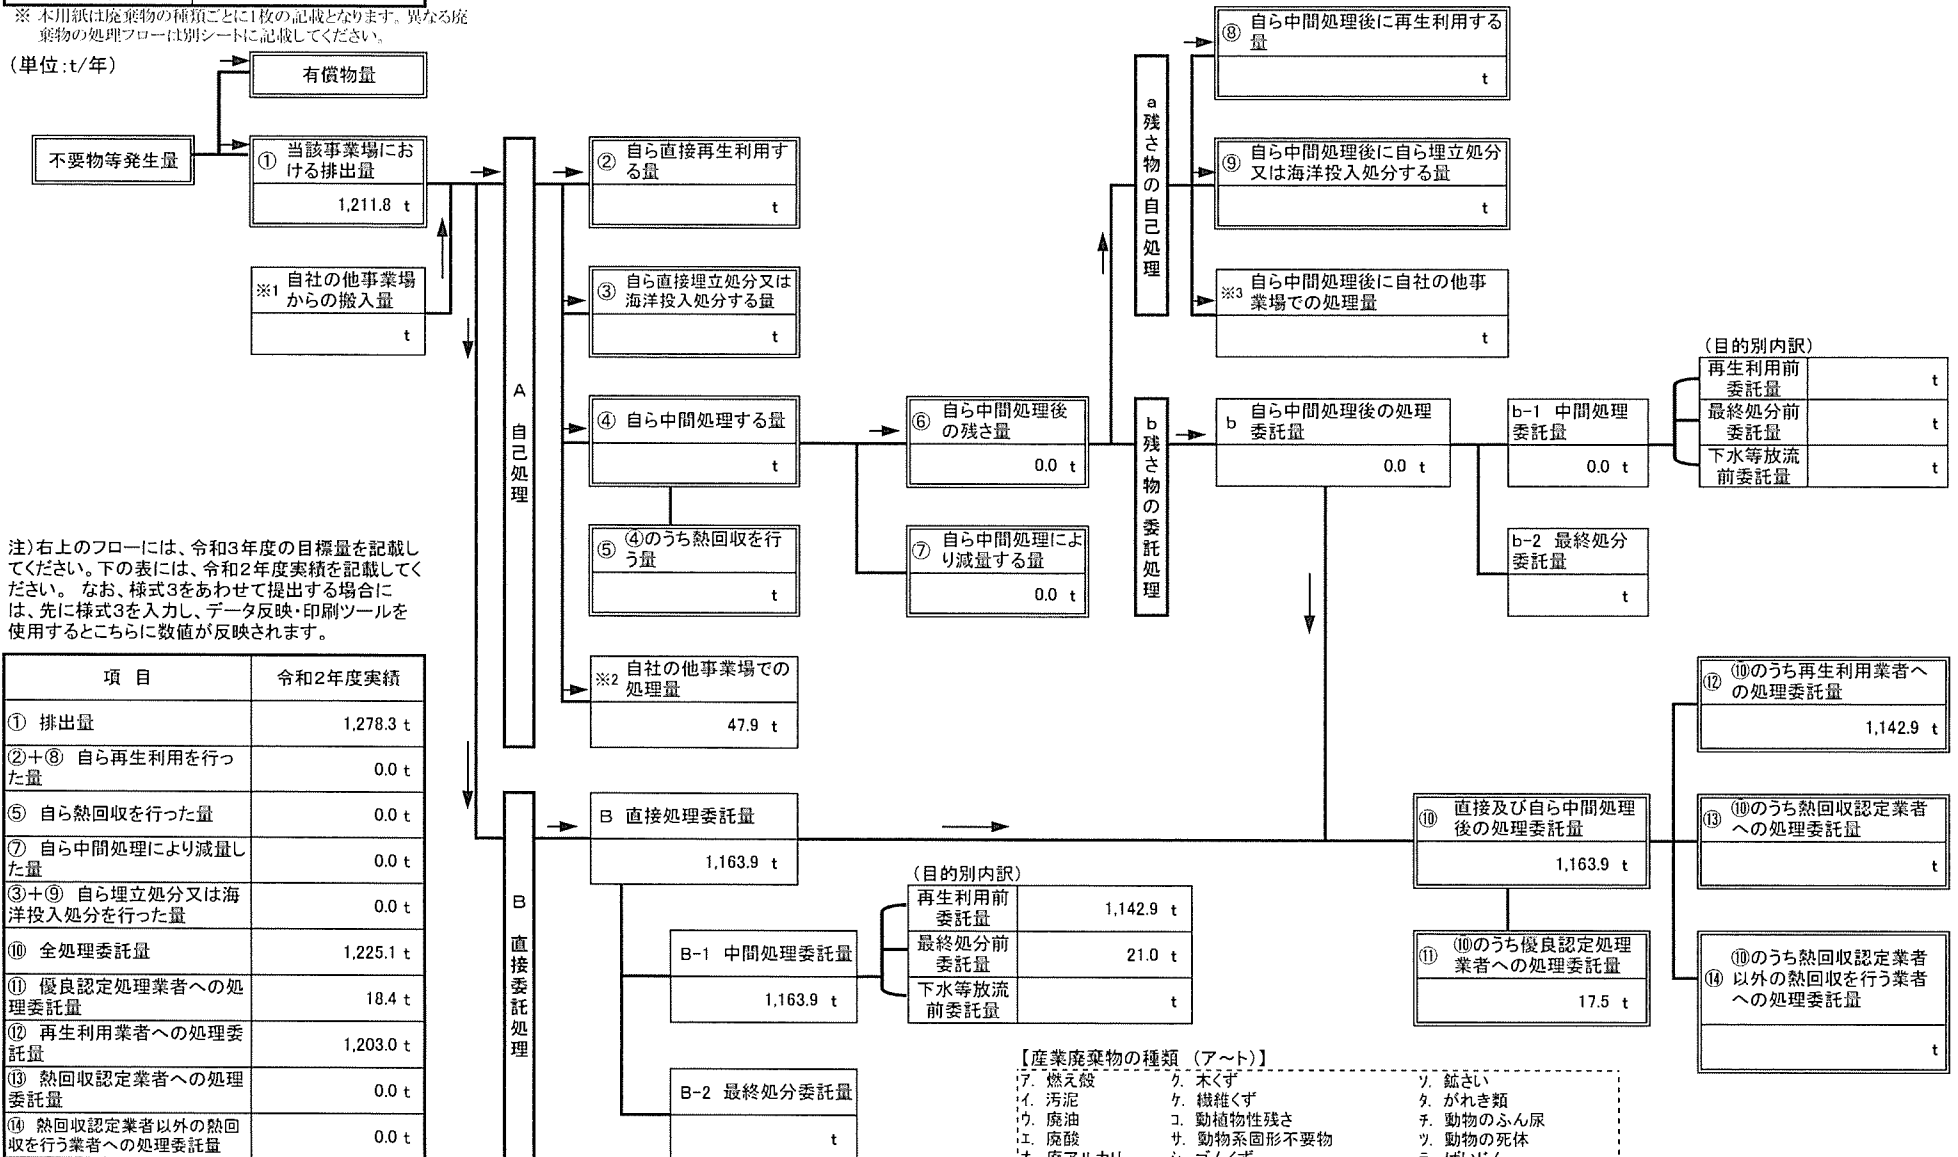 ※ 本用紙は廃棄物の種類ごとに1枚の記載となります。異なる廃
棄物の処理フローは別シートに記載してください。
(単位:t/年)
有償物量
不要物等発生量
① 当該事業場にお
ける排出量
1,211.8 t
※1 自社の他事業場
からの搬入量
t
A 自己処理
② 自ら直接再生利用す
る量
t
③ 自ら直接埋立処分又は
海洋投入処分する量
t
④ 自ら中間処理する量
t
⑤ ④のうち熱回収を行
う量
t
※2 自社の他事業場での
処理量
47.9 t
⑥ 自ら中間処理後
の残さ量
0.0 t
⑦ 自ら中間処理によ
り減量する量
0.0 t
a 残さ物の自己処理
⑧ 自ら中間処理後に再生利用する
量
t
⑨ 自ら中間処理後に自ら埋立処分
又は海洋投入処分する量
t
※3 自ら中間処理後に自社の他事
業場での処理量
t
b 残さ物の委託処理
b 自ら中間処理後の処理
委託量
0.0 t
b-1 中間処理
委託量
0.0 t
(目的別内訳)
再生利用前
委託量 t
最終処分前
委託量 t
下水等放流
前委託量 t
b-2 最終処分
委託量
t
注)右上のフローには、令和3年度の目標量を記載し
てください。下の表には、令和2年度実績を記載してく
ださい。 なお、様式3をあわせて提出する場合に
は、先に様式3を入力し、データ反映・印刷ツールを
使用するとこちらに数値が反映されます。
項 目 令和2年度実績
① 排出量 1,278.3 t
②+⑧ 自ら再生利用を行っ
た量 0.0 t
⑤ 自ら熱回収を行った量 0.0 t
⑦ 自ら中間処理により減量し
た量 0.0 t
③+⑨ 自ら埋立処分又は海
洋投入処分を行った量 0.0 t
⑩ 全処理委託量 1,225.1 t
⑪ 優良認定処理業者への処
理委託量 18.4 t
⑫ 再生利用業者への処理委
託量 1,203.0 t
⑬ 熱回収認定業者への処理
委託量 0.0 t
⑭ 熱回収認定業者以外の熱回
収を行う業者への処理委託量 0.0 t
B 直接委託処理
B 直接処理委託量
1,163.9 t
B-1 中間処理委託量
1,163.9 t
(目的別内訳)
再生利用前
委託量 1,142.9 t
最終処分前
委託量 21.0 t
下水等放流
前委託量 t
B-2 最終処分委託量
t
⑩ 直接及び自ら中間処理
後の処理委託量
1,163.9 t
⑪ ⑩のうち優良認定処理
業者への処理委託量
17.5 t
⑫ ⑩のうち再生利用業者へ
の処理委託量
1,142.9 t
⑬ ⑩のうち熱回収認定業者
への処理委託量
t
⑭ ⑩のうち熱回収認定業者
以外の熱回収を行う業者
への処理委託量
t
【産業廃棄物の種類 (ア~ト)】
ア. 燃え殻 ク. 木くず ソ. 鉱さい
イ. 汚泥 ケ. 繊維くず タ. がれき類
ウ. 廃油 コ. 動植物性残さ チ. 動物のふん尿
エ. 廃酸 サ. 動物系固形不要物 ツ. 動物の死体